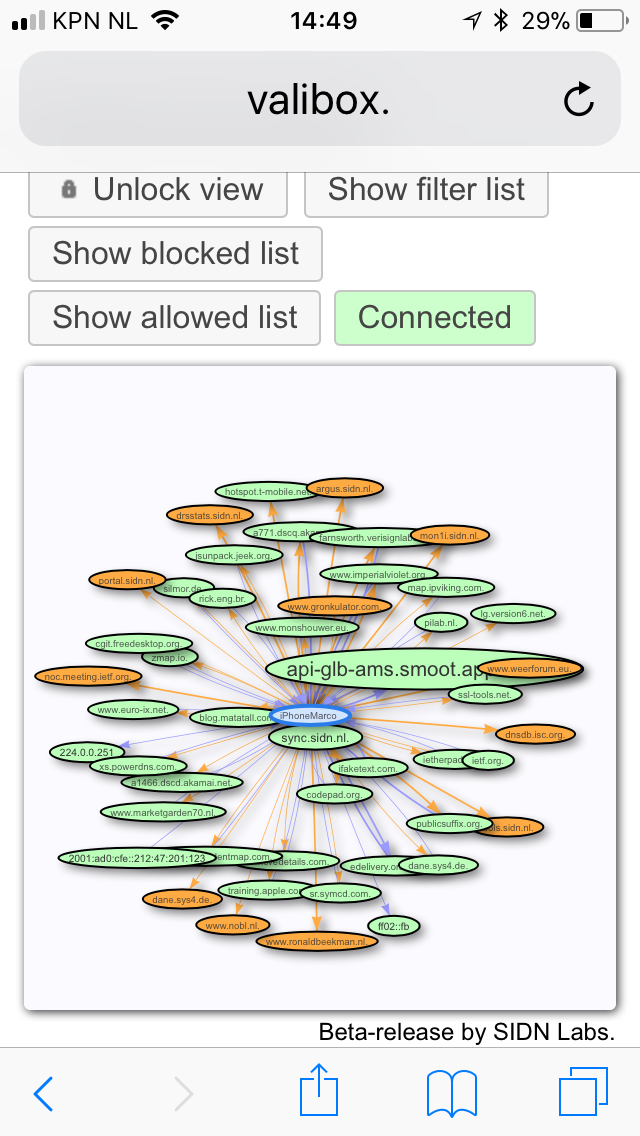 KPN NL 14:49 29%
valibox.
Unlock view Show filter list
Show blocked list
Show allowed list Connected
hotspot.t-mobile.net argus.sidn.nl.
drsstats.sidn.nl.
a771.dscq.aka farnsworth.verisignlab mon1i.sidn.nl.
jsunpack.jeek.org.
portal.sidn.nl. silmor.de www.imperialviolet.org
rick.eng.br. www.gronkulator.com. map.ipviking.com.
www.monshouwer.eu. pilab.nl. lg.version6.net.
cgit.freedesktop.org.
zmap.io.
api-glb-ams.smoot.app www.weerforum.eu.
noc.meeting.ietf.org.
ssl-tools.net.
www.euro-ix.net. blog.matatall.com iPhoneMarco
sync.sidn.nl. dnsdb.isc.org.
224.0.0.251
xs.powerdns.com. ifaketext.com. ietherpad ietf.org.
a1466.dscd.akamai.net.
codepad.org.
www.marketgarden70.nl. publicsuffix.org. ols.sidn.nl.
2001:ad0:cfe::212:47:201:123 entmap.com vedetails.com. edelivery.or dane.sys4.de.
dane.sys4.de. training.apple.co sr.symcd.com.
www.nobl.nl. ff02::fb
www.ronaldbeekman.nl.
Beta-release by SIDN Labs.